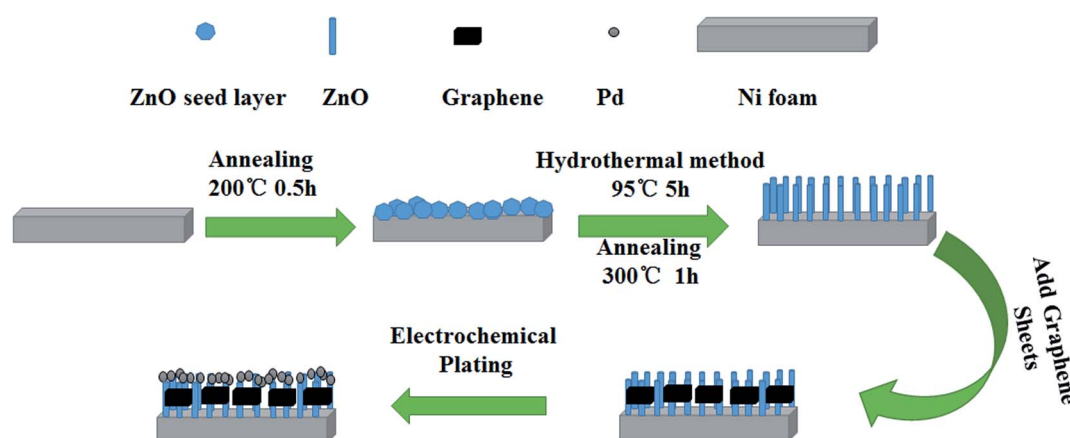 ZnO seed layer
ZnO
Graphene
Pd
Ni foam
Annealing
200℃ 0.5h
Hydrothermal method
95℃ 5h
Annealing
300℃ 1h
Add Graphene
Sheets
Electrochemical
Plating